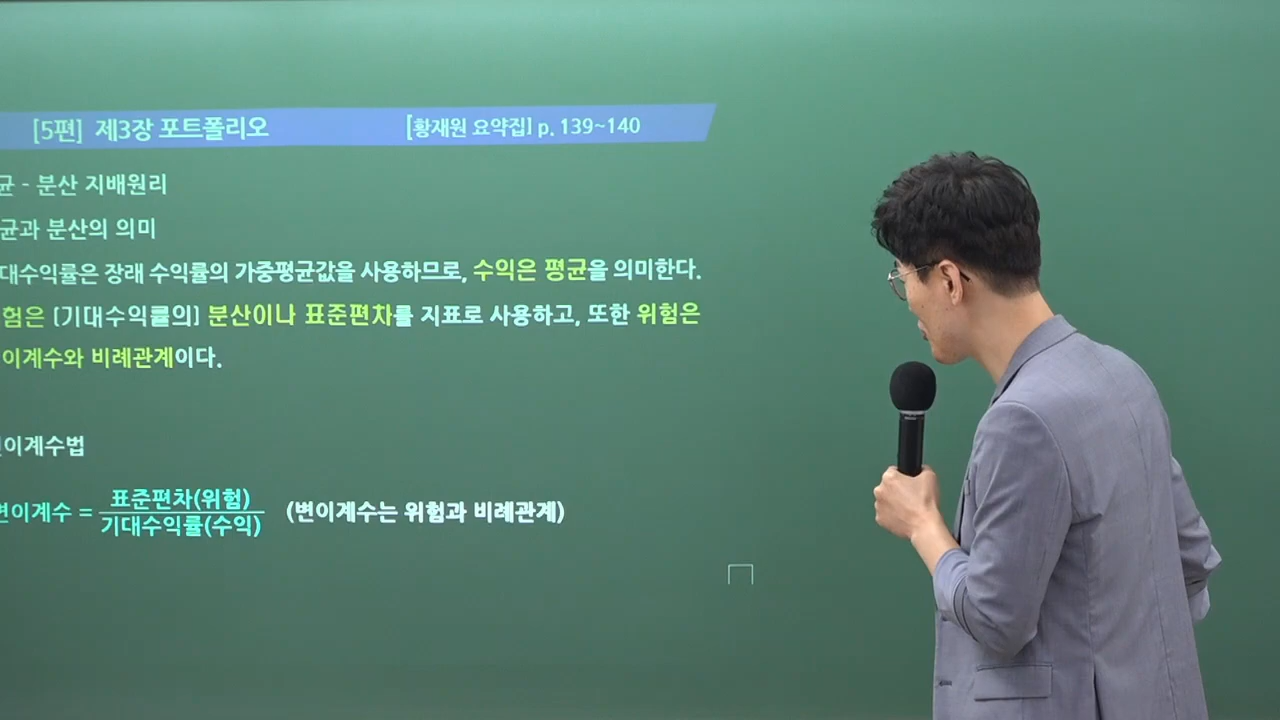 [5편] 제3장 포트폴리오 [황재원 요약집] p. 139~140
균 - 분산 지배원리
균과 분산의 의미
대수익률은 장래 수익률의 가중평균값을 사용하므로, 수익은 평균을 의미한다.
험은 [기대수익률의] 분산이나 표준편차를 지표로 사용하고, 또한 위험은
이계수와 비례관계이다.
이계수법
변이계수 = 표준편차(위험)
기대수익률(수익)
(변이계수는 위험과 비례관계)